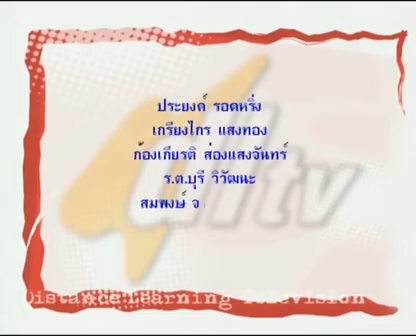 ประยงค์ รอดหริ่ง
เกรียงไกร แสงทอง
ก้องเกียรติ ส่องแสงจันทร์
ร.ต.บุรี วิวัฒนะ
สมพงษ์ จ
dltv
Distance Learning Television